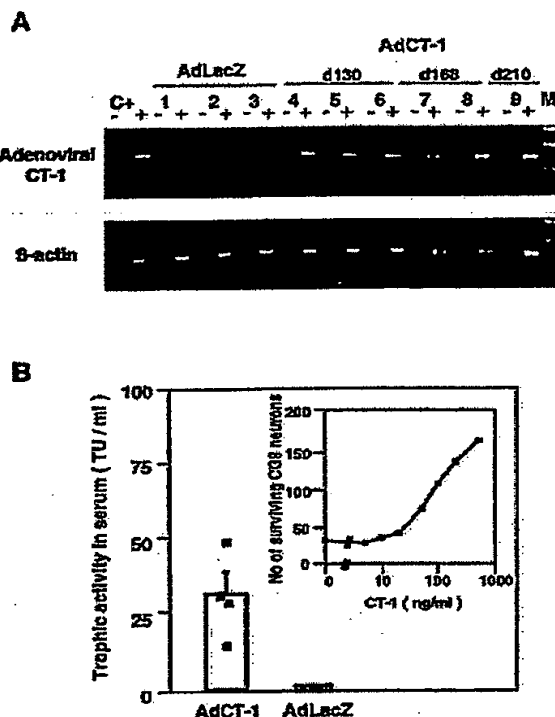 A
AdCT-1
AdLacZ d130 d168 d210
C+ 1 2 3 4 5 6 7 8 9 M
- + - + - + - + - + - + - + - + - + - +
Adenoviral
CT-1
β-actin
B
Trophic activity in serum ( TU / ml )
100
75
50
25
0
AdCT-1 AdLacZ
No of surviving CG8 neurons
200
150
100
50
0
0 10 100 1000
CT-1 ( ng/ml )